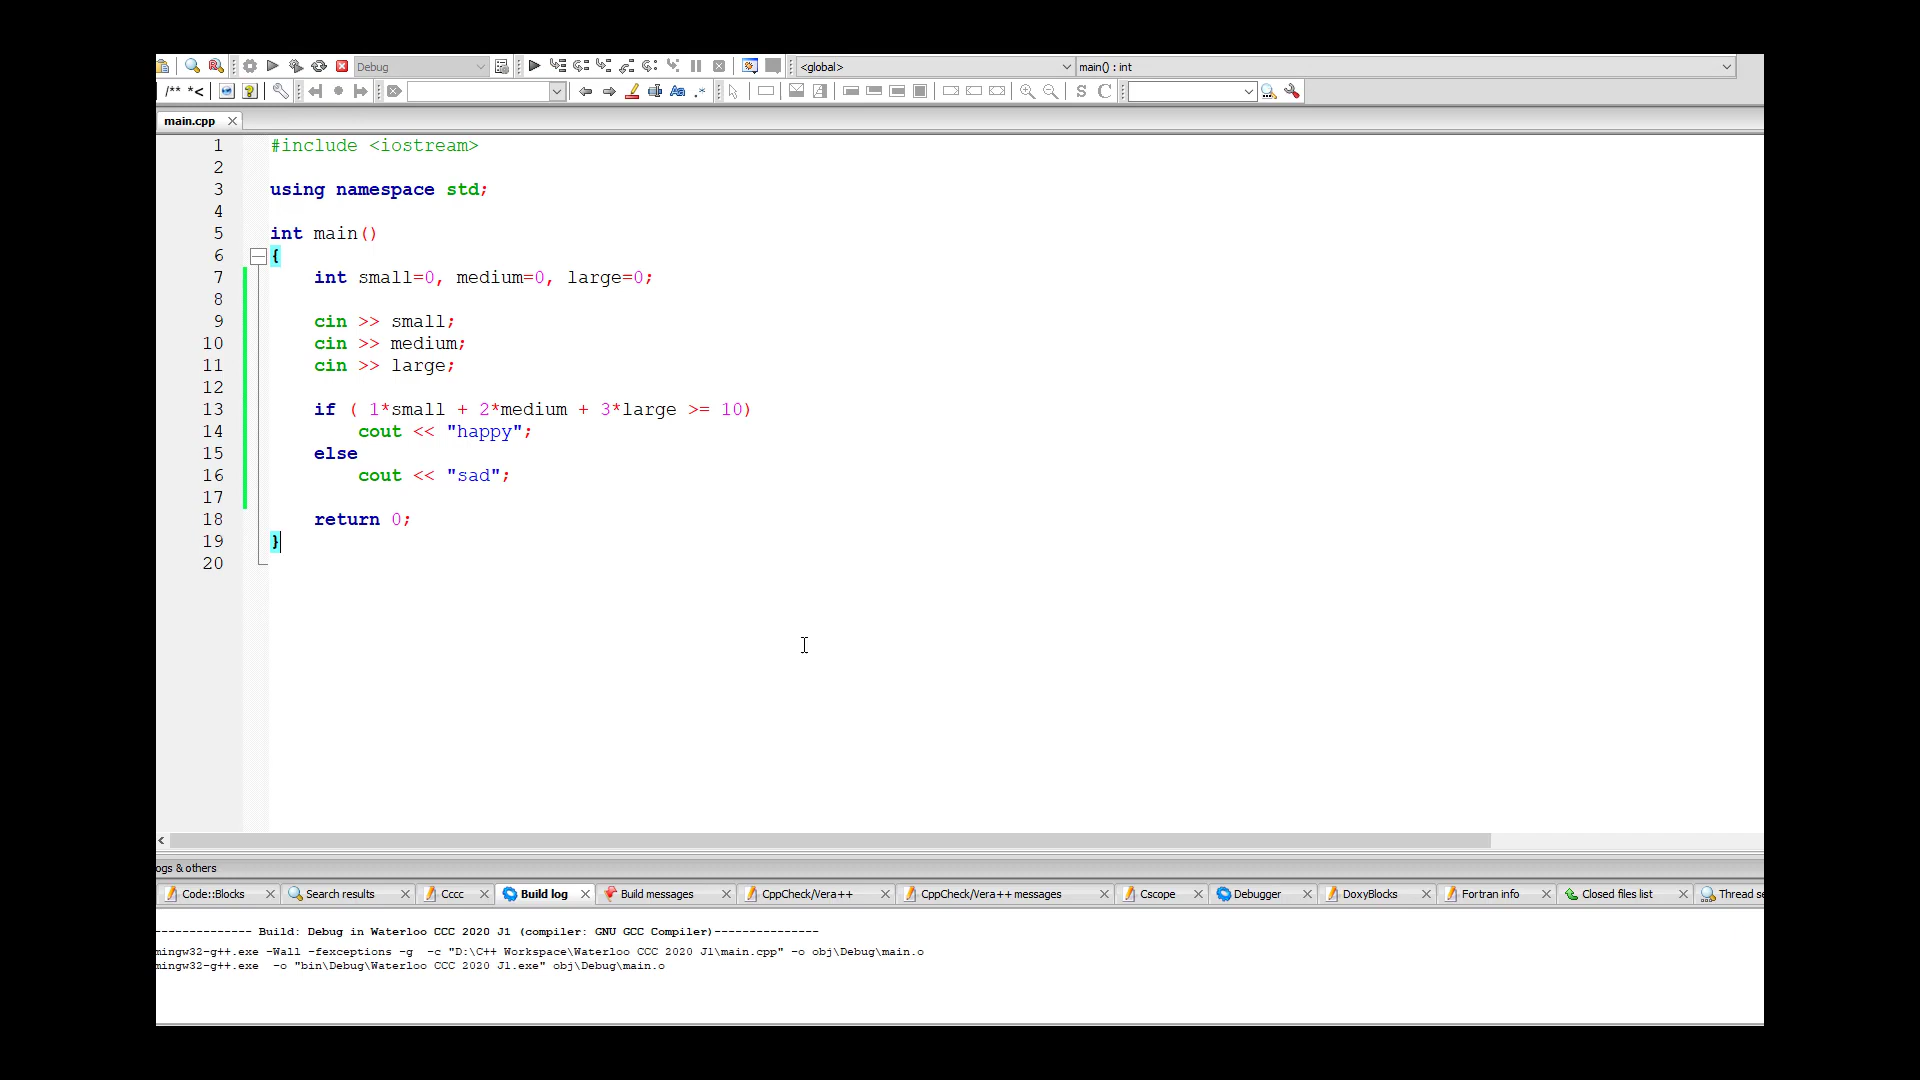 Debug <global> main() : int
/** *< Aa .* S C
main.cpp
1 #include <iostream>
2
3 using namespace std;
4
5 int main()
6 {
7 int small=0, medium=0, large=0;
8
9 cin >> small;
10 cin >> medium;
11 cin >> large;
12
13 if ( 1*small + 2*medium + 3*large >= 10)
14 cout << "happy";
15 else
16 cout << "sad";
17
18 return 0;
19 }
20
ogs & others
Code::Blocks Search results Cccc Build log Build messages CppCheck/Vera++ CppCheck/Vera++ messages Cscope Debugger DoxyBlocks Fortran info Closed files list Thread se
-------------- Build: Debug in Waterloo CCC 2020 J1 (compiler: GNU GCC Compiler)---------------
mingw32-g++.exe -Wall -fexceptions -g -c "D:\C++ Workspace\Waterloo CCC 2020 J1\main.cpp" -o obj\Debug\main.o
mingw32-g++.exe -o "bin\Debug\Waterloo CCC 2020 J1.exe" obj\Debug\main.o